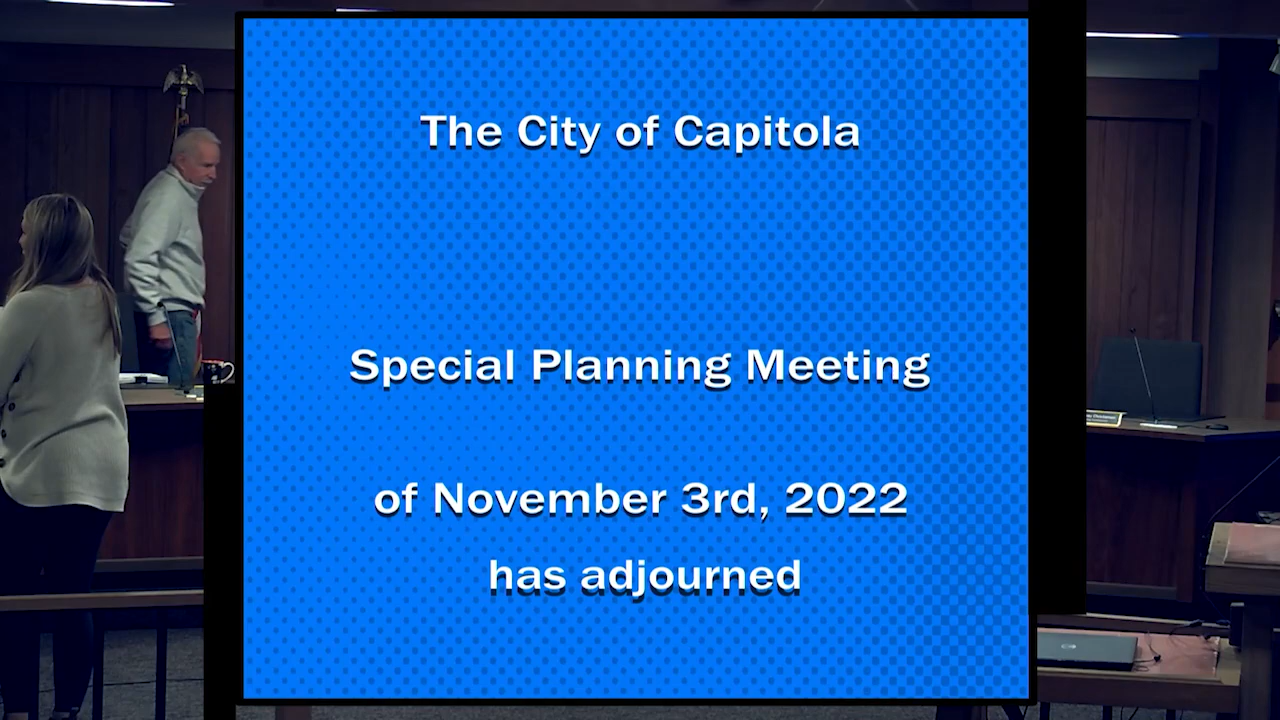 The City of Capitola
Special Planning Meeting
of November 3rd, 2022
has adjourned